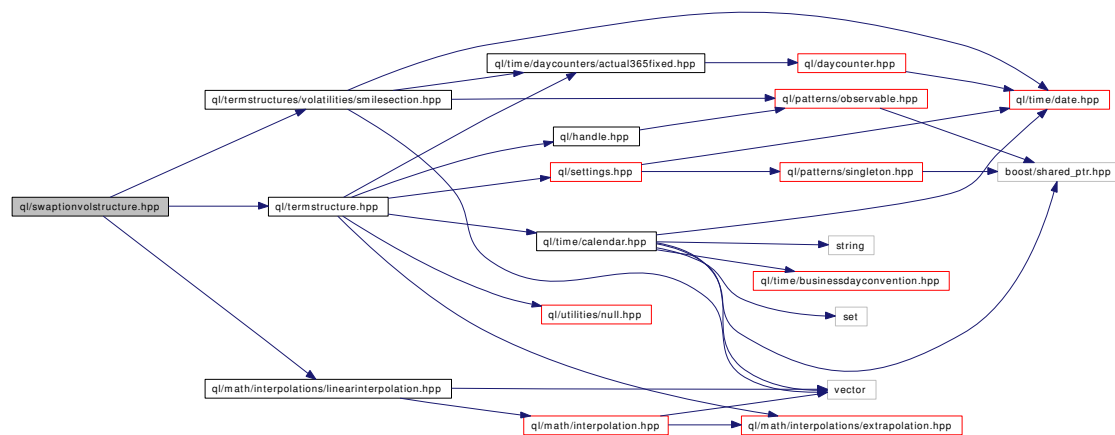 ql/swaptionvolstructure.hpp
ql/termstructures/volatilities/smilesection.hpp
ql/termstructure.hpp
ql/math/interpolations/linearinterpolation.hpp
ql/time/daycounters/actual365fixed.hpp
ql/handle.hpp
ql/settings.hpp
ql/time/calendar.hpp
ql/utilities/null.hpp
ql/math/interpolation.hpp
ql/daycounter.hpp
ql/patterns/observable.hpp
ql/patterns/singleton.hpp
string
ql/time/businessdayconvention.hpp
set
vector
ql/math/interpolations/extrapolation.hpp
ql/time/date.hpp
boost/shared_ptr.hpp